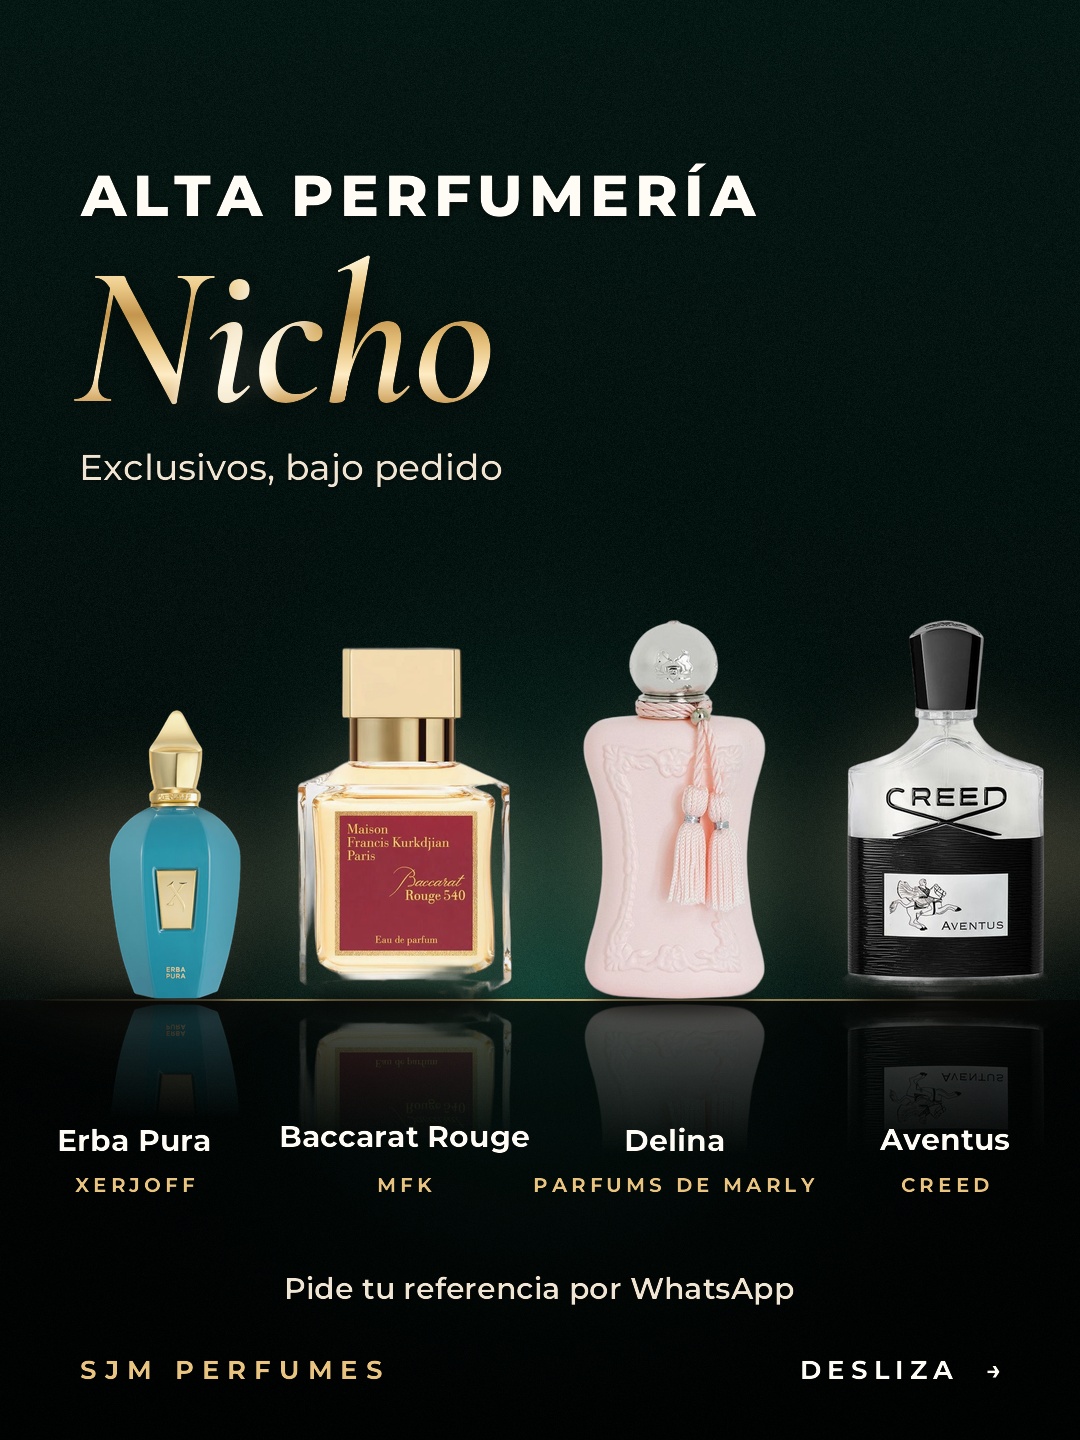 ALTA PERFUMERÍA
Nicho
Exclusivos, bajo pedido
ERBA
PURA
Maison
Francis Kurkdjian
Paris
Baccarat
Rouge 540
Eau de parfum
CREED
AVENTUS
Erba Pura
XERJOFF
Baccarat Rouge
MFK
Delina
PARFUMS DE MARLY
Aventus
CREED
Pide tu referencia por WhatsApp
SJM PERFUMES
DESLIZA →